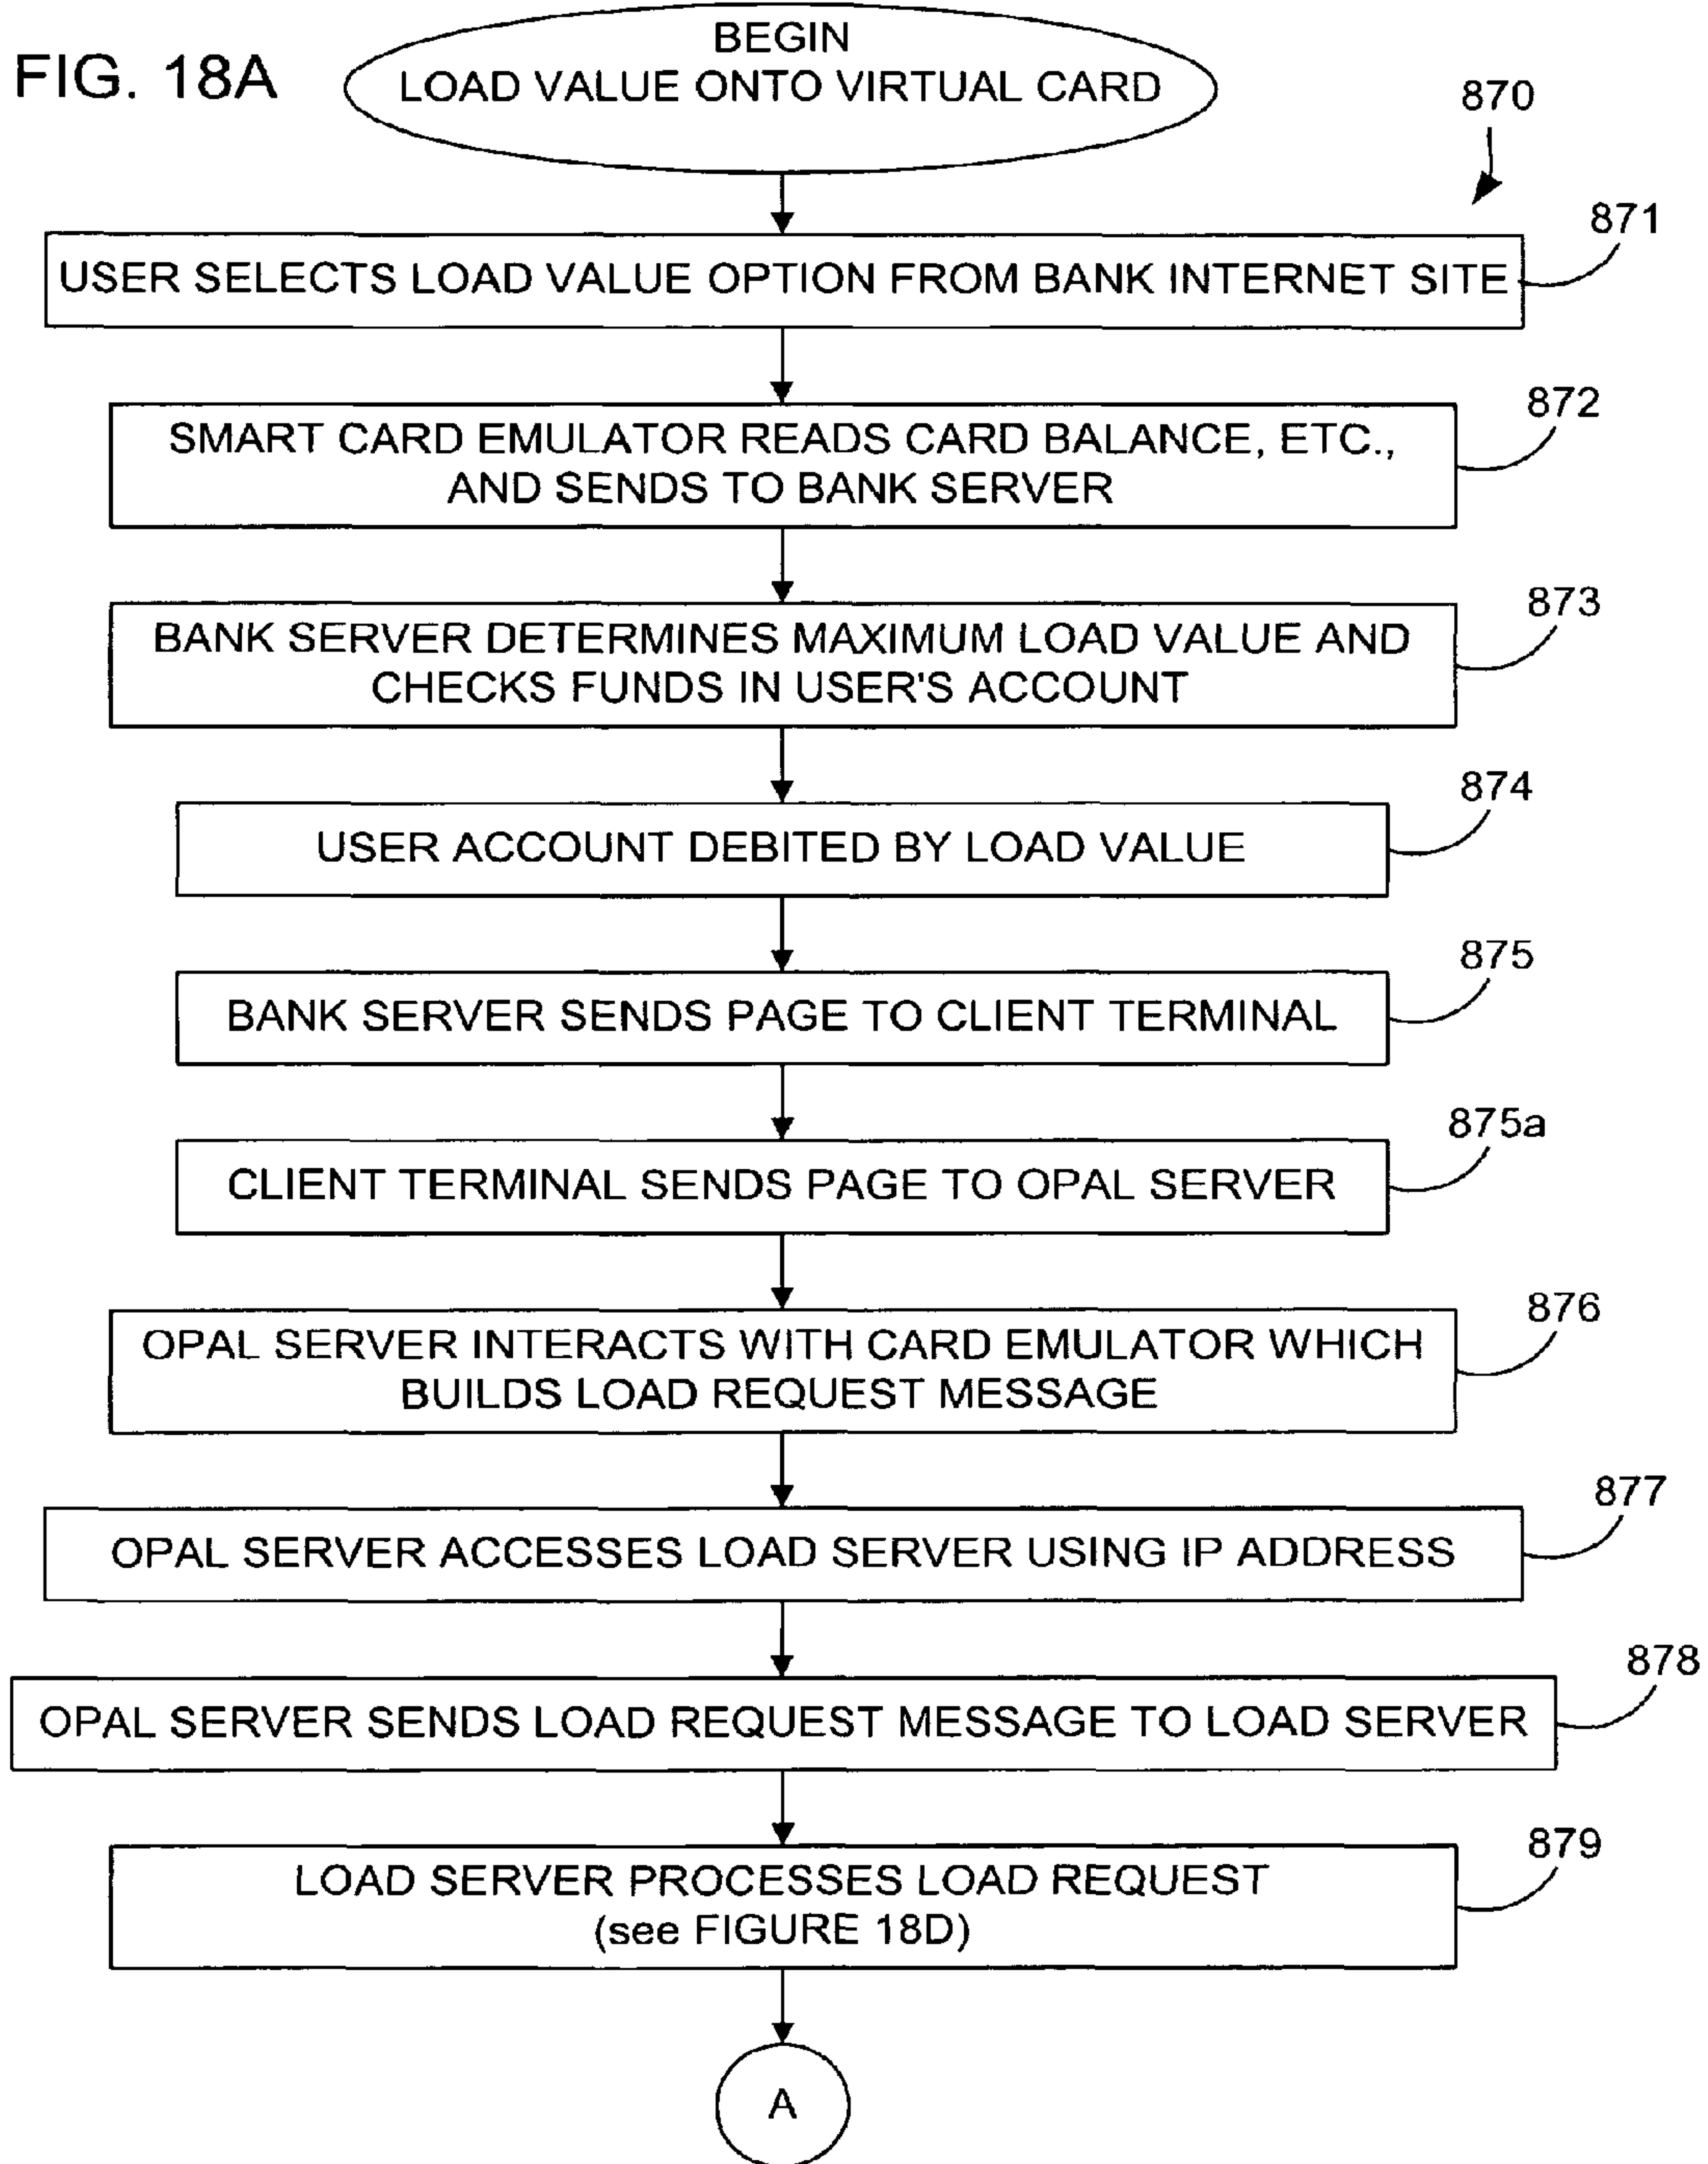 FIG. 18A
BEGIN
LOAD VALUE ONTO VIRTUAL CARD
870
871
USER SELECTS LOAD VALUE OPTION FROM BANK INTERNET SITE
872
SMART CARD EMULATOR READS CARD BALANCE, ETC.,
AND SENDS TO BANK SERVER
873
BANK SERVER DETERMINES MAXIMUM LOAD VALUE AND
CHECKS FUNDS IN USER'S ACCOUNT
874
USER ACCOUNT DEBITED BY LOAD VALUE
875
BANK SERVER SENDS PAGE TO CLIENT TERMINAL
875a
CLIENT TERMINAL SENDS PAGE TO OPAL SERVER
876
OPAL SERVER INTERACTS WITH CARD EMULATOR WHICH
BUILDS LOAD REQUEST MESSAGE
877
OPAL SERVER ACCESSES LOAD SERVER USING IP ADDRESS
878
OPAL SERVER SENDS LOAD REQUEST MESSAGE TO LOAD SERVER
879
LOAD SERVER PROCESSES LOAD REQUEST
(see FIGURE 18D)
A